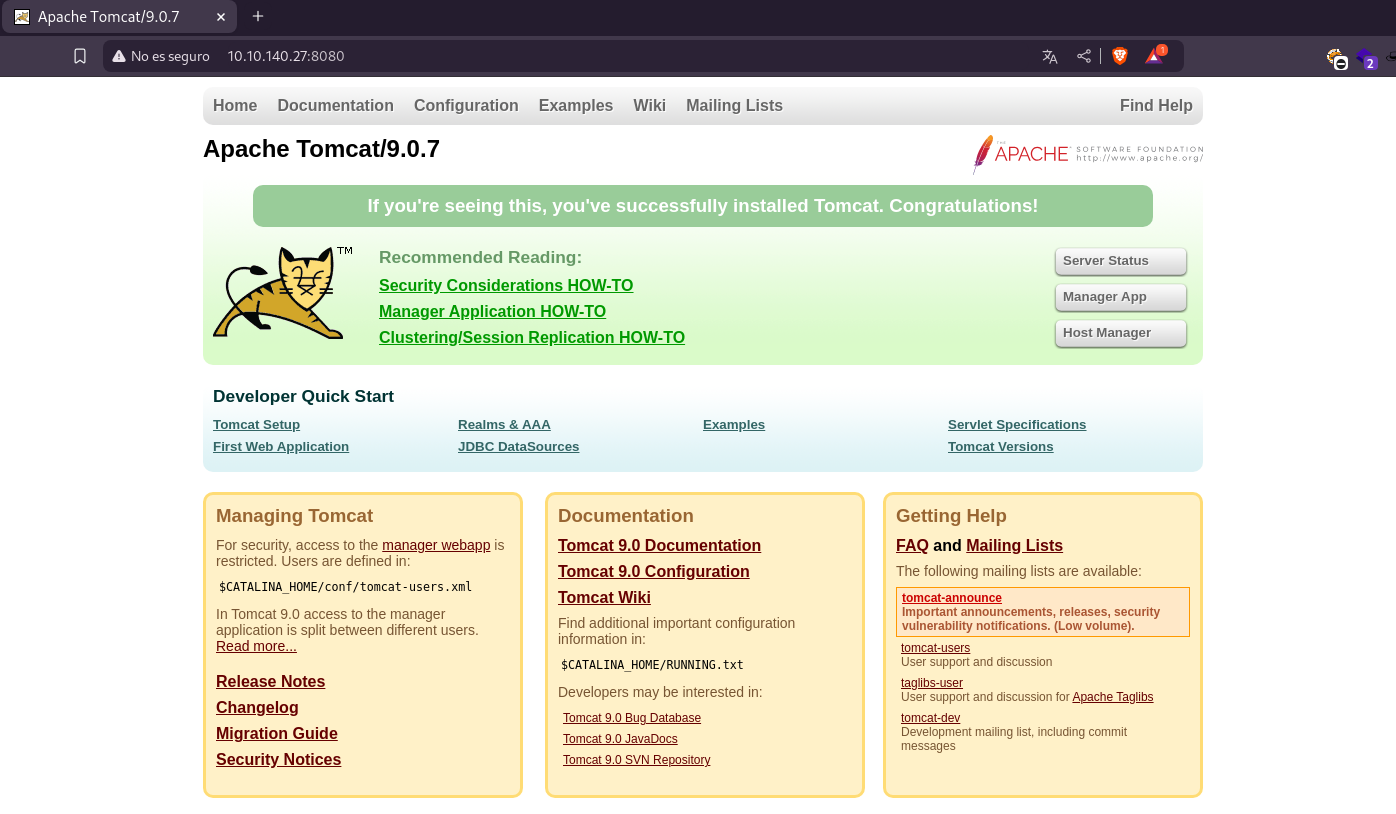 Apache Tomcat/9.0.7
No es seguro 10.10.140.27:8080
1
2
Home Documentation Configuration Examples Wiki Mailing Lists Find Help
Apache Tomcat/9.0.7
THE APACHE SOFTWARE FOUNDATION
http://www.apache.org/
If you're seeing this, you've successfully installed Tomcat. Congratulations!
TM
Recommended Reading:
Security Considerations HOW-TO
Manager Application HOW-TO
Clustering/Session Replication HOW-TO
Server Status
Manager App
Host Manager
Developer Quick Start
Tomcat Setup
First Web Application
Realms & AAA
JDBC DataSources
Examples
Servlet Specifications
Tomcat Versions
Managing Tomcat
For security, access to the manager webapp is
restricted. Users are defined in:
$CATALINA_HOME/conf/tomcat-users.xml
In Tomcat 9.0 access to the manager
application is split between different users.
Read more...
Release Notes
Changelog
Migration Guide
Security Notices
Documentation
Tomcat 9.0 Documentation
Tomcat 9.0 Configuration
Tomcat Wiki
Find additional important configuration
information in:
$CATALINA_HOME/RUNNING.txt
Developers may be interested in:
Tomcat 9.0 Bug Database
Tomcat 9.0 JavaDocs
Tomcat 9.0 SVN Repository
Getting Help
FAQ and Mailing Lists
The following mailing lists are available:
tomcat-announce
Important announcements, releases, security
vulnerability notifications. (Low volume).
tomcat-users
User support and discussion
taglibs-user
User support and discussion for Apache Taglibs
tomcat-dev
Development mailing list, including commit
messages